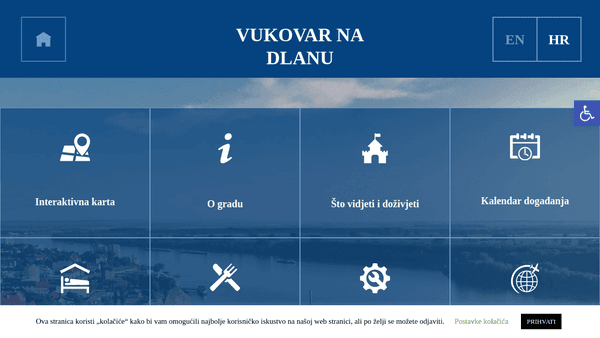 VUKOVAR NA
DLANU
EN
HR
Interaktivna karta
O gradu
Što vidjeti i doživjeti
Kalendar događanja
Ova stranica koristi „kolačiće“ kako bi vam omogućili najbolje korisničko iskustvo na našoj web stranici, ali po želji se možete odjaviti.
Postavke kolačića
PRIHVATI